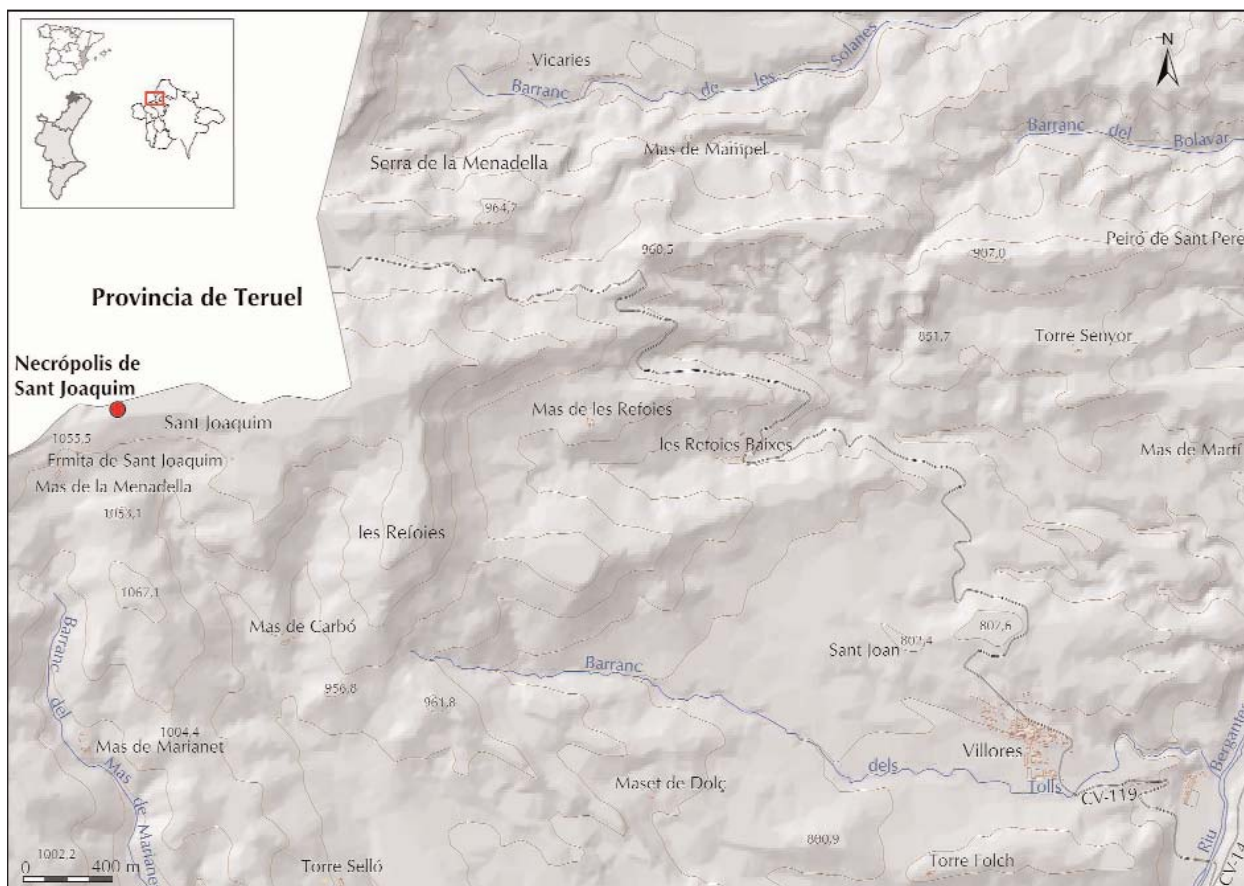 N
Vicaries
Barranc de les Solanes
Barranc del Bolavar
Mas de Mampel
Serra de la Menadella
964,7
960,5
Peiró de Sant Pere
907,0
Provincia de Teruel
851,7
Torre Senyor
Necrópolis de
Sant Joaquim
Sant Joaquim
Mas de les Refoies
les Refoies Baixes
Mas de Martí
1055,5
Ermita de Sant Joaquim
Mas de la Menadella
1053,1
les Refoies
1067,1
Mas de Carbó
802,4
807,6
Sant Joan
Barranc dels Tolls
956,8
961,8
1004,4
Mas de Marianet
Barranc del Mas de Marianet
Villores
Maset de Dolç
CV-119
Riu Bergantes
880,9
1002,2
0 400 m
Torre Selló
Torre Folch
CV-14